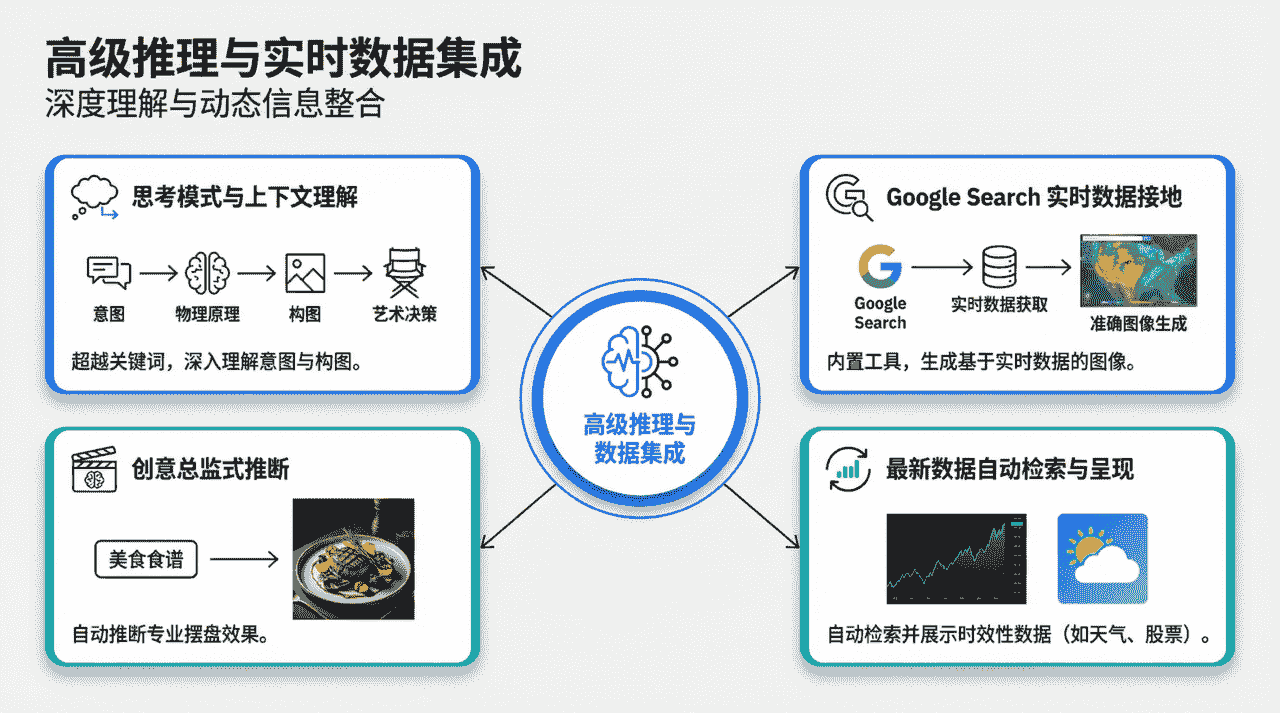 高级推理与实时数据集成
深度理解与动态信息整合
思考模式与上下文理解
意图
物理原理
构图
艺术决策
超越关键词，深入理解意图与构图。
Google Search 实时数据接地
Google
Search
实时数据获取
准确图像生成
内置工具，生成基于实时数据的图像。
高级推理与
数据集成
创意总监式推断
美食食谱
自动推断专业摆盘效果。
最新数据自动检索与呈现
自动检索并展示时效性数据（如天气、股票）。